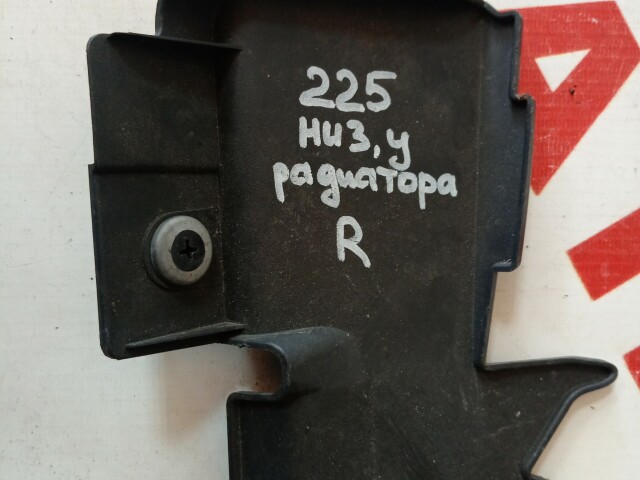 225
низ, у
радиатора
R